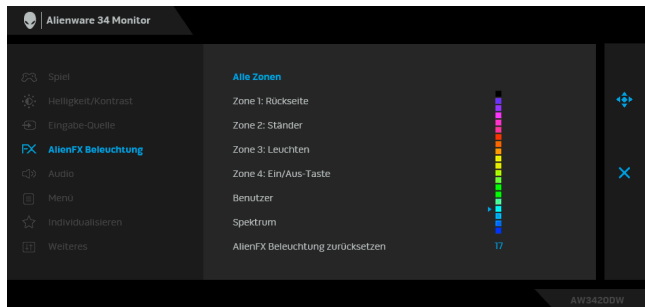 Alienware 34 Monitor
Spiel
Helligkeit/Kontrast
Eingabe-Quelle
AlienFX Beleuchtung
Audio
Menü
Individualisieren
Weiteres
Alle Zonen
Zone 1: Rückseite
Zone 2: Ständer
Zone 3: Leuchten
Zone 4: Ein/Aus-Taste
Benutzer
Spektrum
AlienFX Beleuchtung zurücksetzen
17
AW3420DW